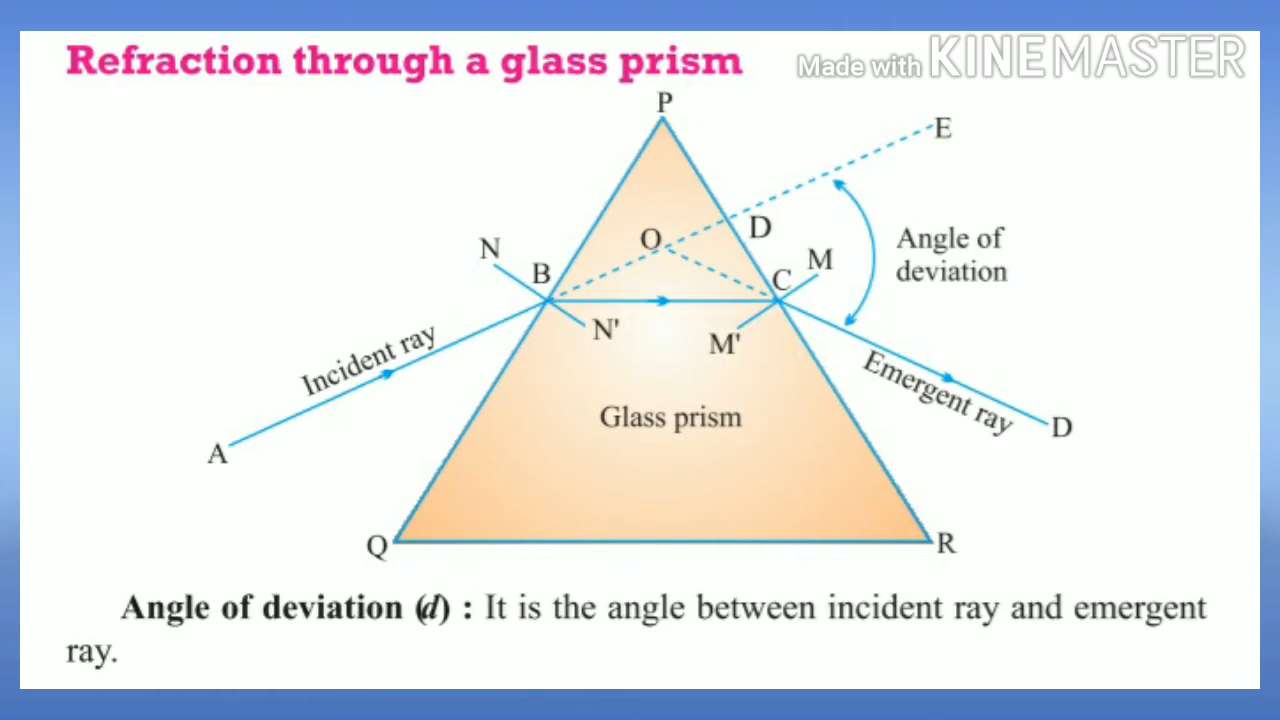 Refraction through a glass prism
Made with KINEMASTER
P
E
D
O
N
B
M
C
Angle of
deviation
N'
M'
Incident ray
Emergent ray
Glass prism
A
D
Q
R
Angle of deviation (d) : It is the angle between incident ray and emergent
ray.